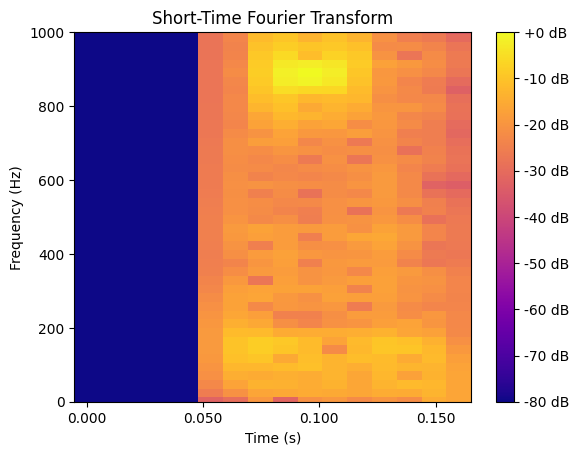 Short-Time Fourier Transform
1000
800
600
400
200
0
Frequency (Hz)
0.000
0.050
0.100
0.150
Time (s)
+0 dB
-10 dB
-20 dB
-30 dB
-40 dB
-50 dB
-60 dB
-70 dB
-80 dB